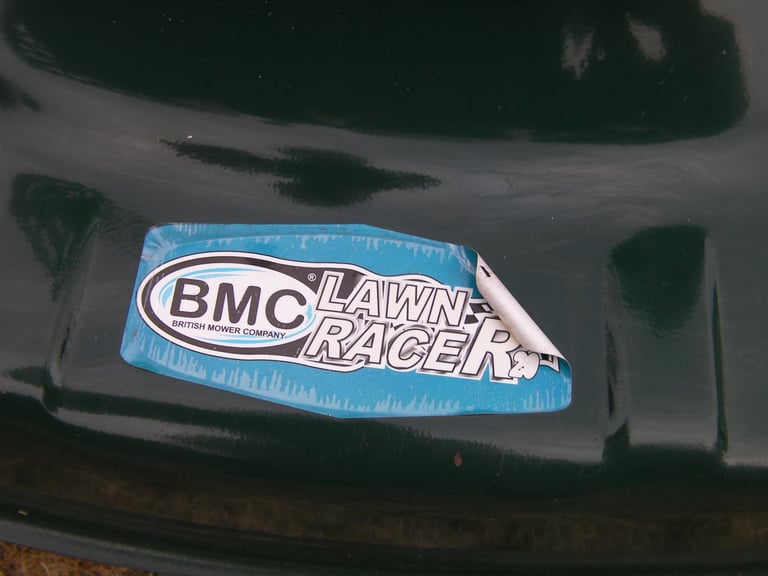 BMC
BRITISH MOWER COMPANY
®
LAWN
RACER